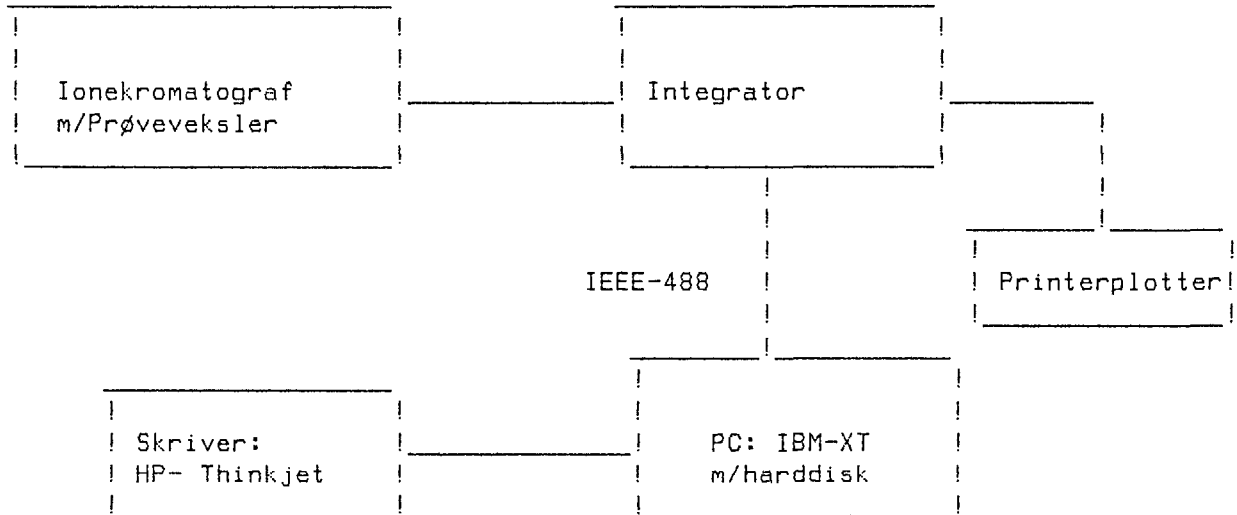 Ionekromatograf
m/Prøveveksler
Integrator
IEEE-488
Printerplotter
Skriver:
HP- Thinkjet
PC: IBM-XT
m/harddisk